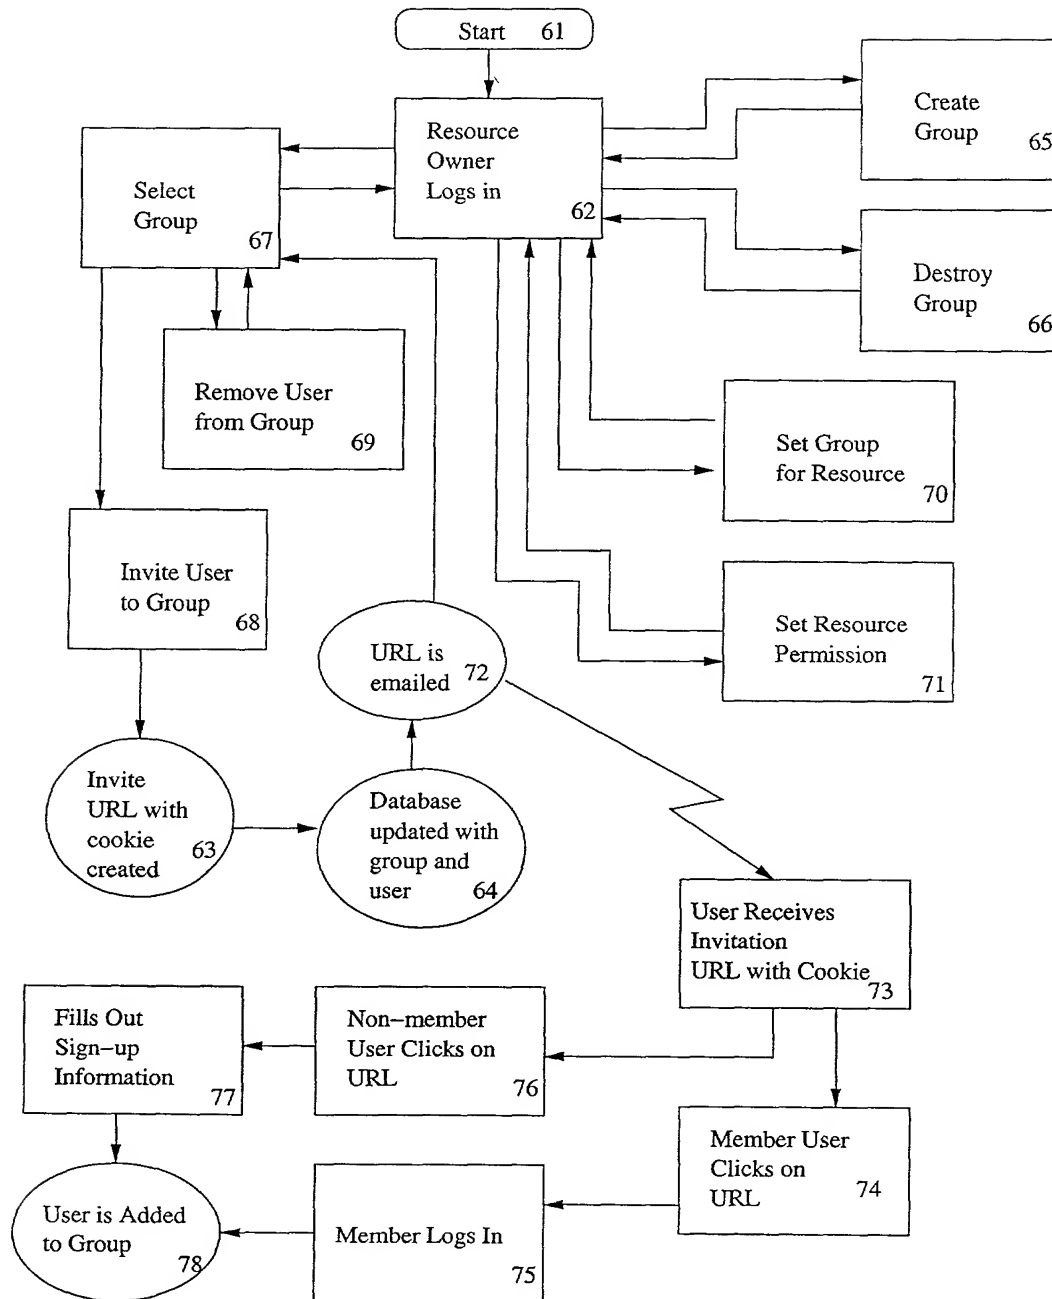 Start 61
Resource
Owner
Logs in
62
Create
Group
65
Select
Group
67
Destroy
Group
66
Remove User
from Group
69
Set Group
for Resource
70
Invite User
to Group
68
Set Resource
Permission
71
URL is
emailed 72
Invite
URL with
cookie
created 63
Database
updated with
group and
user 64
User Receives
Invitation
URL with Cookie
73
Fills Out
Sign–up
Information
77
Non–member
User Clicks on
URL
76
Member User
Clicks on
URL
74
User is Added
to Group
78
Member Logs In
75